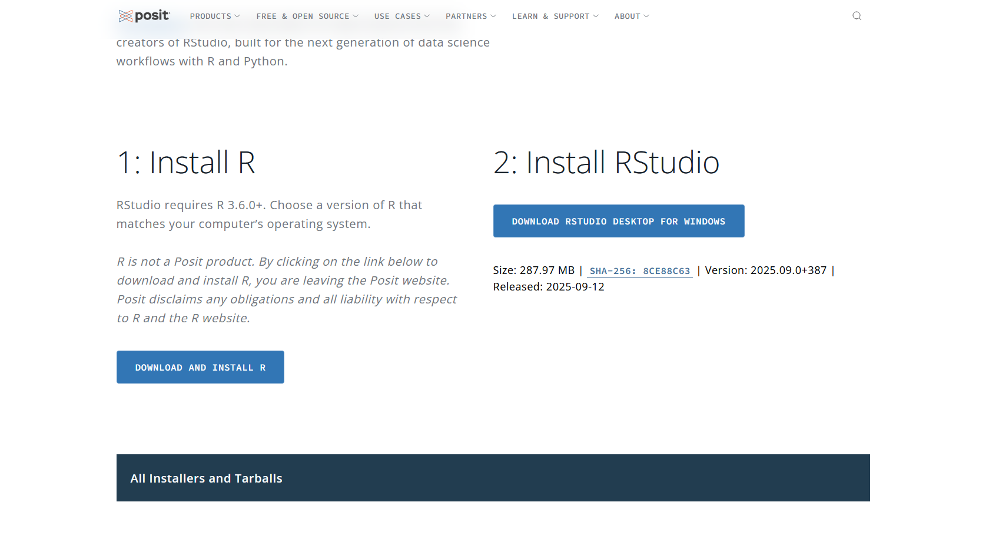 posit
PRODUCTS
FREE & OPEN SOURCE
USE CASES
PARTNERS
LEARN & SUPPORT
ABOUT
creators of RStudio, built for the next generation of data science
workflows with R and Python.
1: Install R
RStudio requires R 3.6.0+. Choose a version of R that
matches your computer’s operating system.
R is not a Posit product. By clicking on the link below to
download and install R, you are leaving the Posit website.
Posit disclaims any obligations and all liability with respect
to R and the R website.
DOWNLOAD AND INSTALL R
2: Install RStudio
DOWNLOAD RSTUDIO DESKTOP FOR WINDOWS
Size: 287.97 MB | SHA-256: 8CE88C63 | Version: 2025.09.0+387 |
Released: 2025-09-12
All Installers and Tarballs